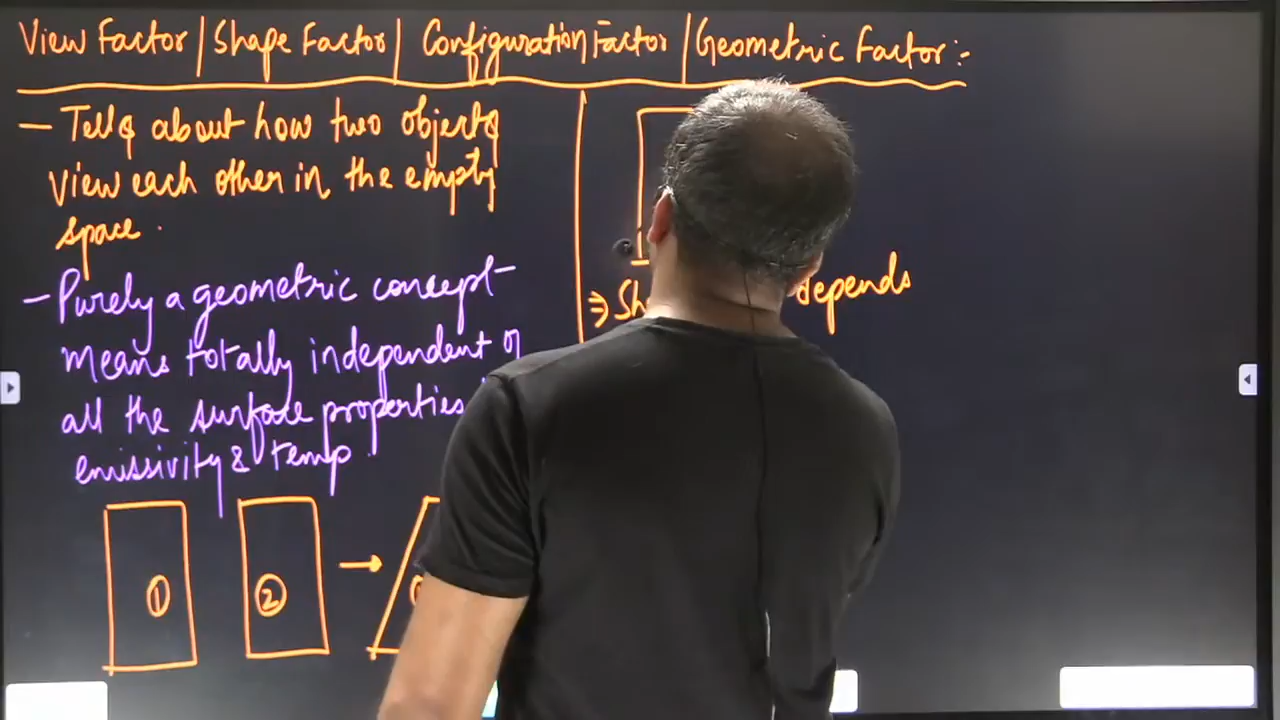 View Factor | Shape Factor | Configuration Factor | Geometric Factor :-
— Tells about how two objects
view each other in the empty
space.
— Purely a geometric concept -
means totally independent of
all the surface properties
emissivity & temp.
① ② →
⇒ depends